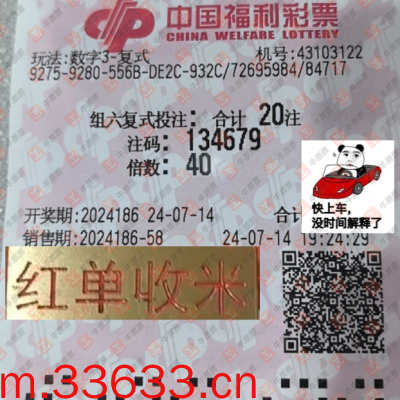 中国福利彩票
CHINA WELFARE LOTTERY
玩法:数字3-复式 机号:43103122
9275-9280-556B-DE2C-932C/72695984/84717
组六复式投注: 合计 20注
注码: 134679
倍数: 40
快上车,
没时间解释了
开奖期:2024186 24-07-14 合计
销售期:2024186-58 24-07-14 19:24:29
红单收米
m.33633.cn